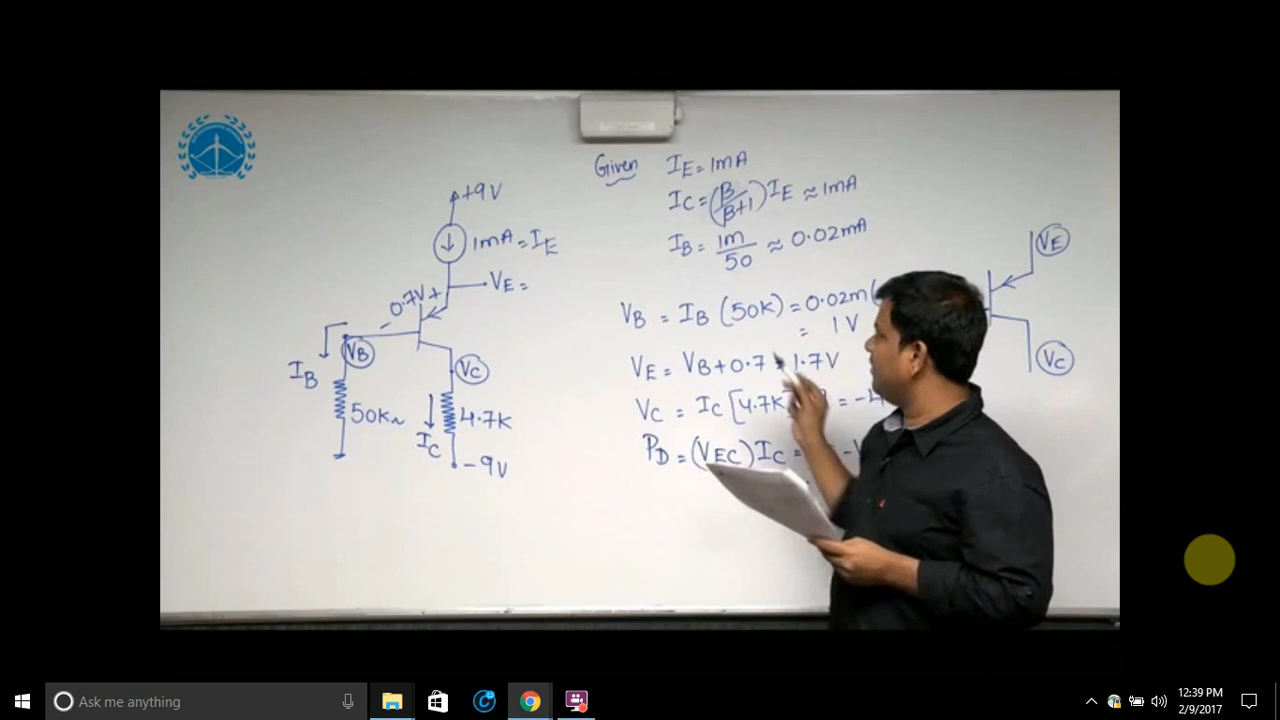 +9V
1mA = IE
VE =
0.7V +
VB
IB
50K
VC
IC
4.7K
-9V
Given IE = 1mA
IC = (β/β+1) IE ≈ 1mA
IB = 1m/50 ≈ 0.02mA
VB = IB (50K) = 0.02m(
= 1V
VE = VB + 0.7 = 1.7V
VC = IC [4.7K] = -4
PD = (VEC) IC =
VE
VC
Ask me anything
12:39 PM
2/9/2017